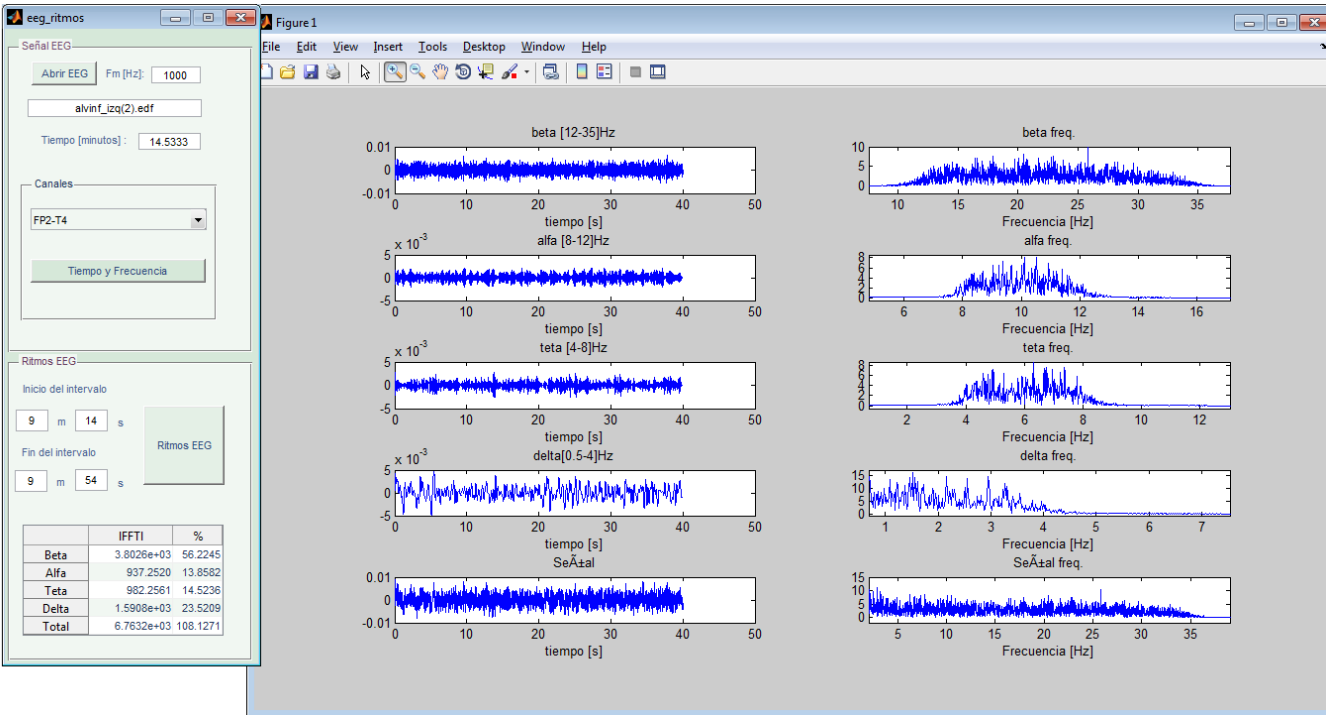 eeg_ritmos
Señal EEG
Abrir EEG Fm [Hz]: 1000
alvinf_izq(2).edf
Tiempo [minutos] : 14.5333
Canales
FP2-T4
Tiempo y Frecuencia
Ritmos EEG
Inicio del intervalo
9 m 14 s
Ritmos EEG
Fin del intervalo
9 m 54 s
IFFTI %
Beta 3.8026e+03 56.2245
Alfa 937.2520 13.8582
Teta 982.2561 14.5236
Delta 1.5908e+03 23.5209
Total 6.7632e+03 108.1271
Figure 1
File Edit View Insert Tools Desktop Window Help
beta [12-35]Hz
0.01
0
-0.01
0 10 20 30 40 50
tiempo [s]
beta freq.
10
5
0
10 15 20 25 30 35
Frecuencia [Hz]
alfa [8-12]Hz
x 10-3
5
0
-5
0 10 20 30 40 50
tiempo [s]
alfa freq.
8
6
4
2
0
6 8 10 12 14 16
Frecuencia [Hz]
teta [4-8]Hz
x 10-3
5
0
-5
0 10 20 30 40 50
tiempo [s]
teta freq.
8
6
4
2
0
2 4 6 8 10 12
Frecuencia [Hz]
delta[0.5-4]Hz
x 10-3
5
0
-5
0 10 20 30 40 50
tiempo [s]
delta freq.
15
10
5
0
1 2 3 4 5 6 7
Frecuencia [Hz]
SeÃ±al
0.01
0
-0.01
0 10 20 30 40 50
tiempo [s]
SeÃ±al freq.
15
10
5
0
5 10 15 20 25 30 35
Frecuencia [Hz]